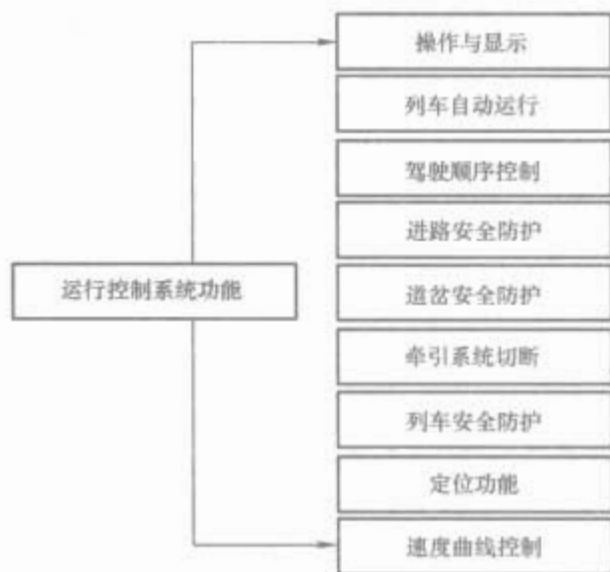 操作与显示
列车自动运行
驾驶顺序控制
进路安全防护
运行控制系统功能
道岔安全防护
牵引系统切断
列车安全防护
定位功能
速度曲线控制